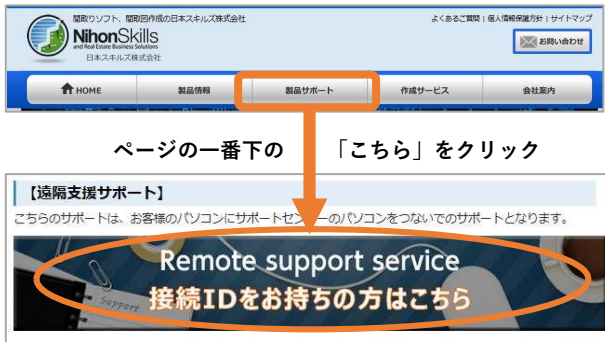 間取りソフト、間取図作成の日本スキルズ株式会社
よくあるご質問 | 個人情報保護方針 | サイトマップ
NihonSkills
and Real Estate Business Solutions
日本スキルズ株式会社
お問い合わせ
HOME 製品情報 製品サポート 作成サービス 会社案内
ページの一番下の 「こちら」をクリック
【遠隔支援サポート】
こちらのサポートは、お客様のパソコンにサポートセンターのパソコンをつないでのサポートとなります。
Remote support service
Support
接続IDをお持ちの方はこちら